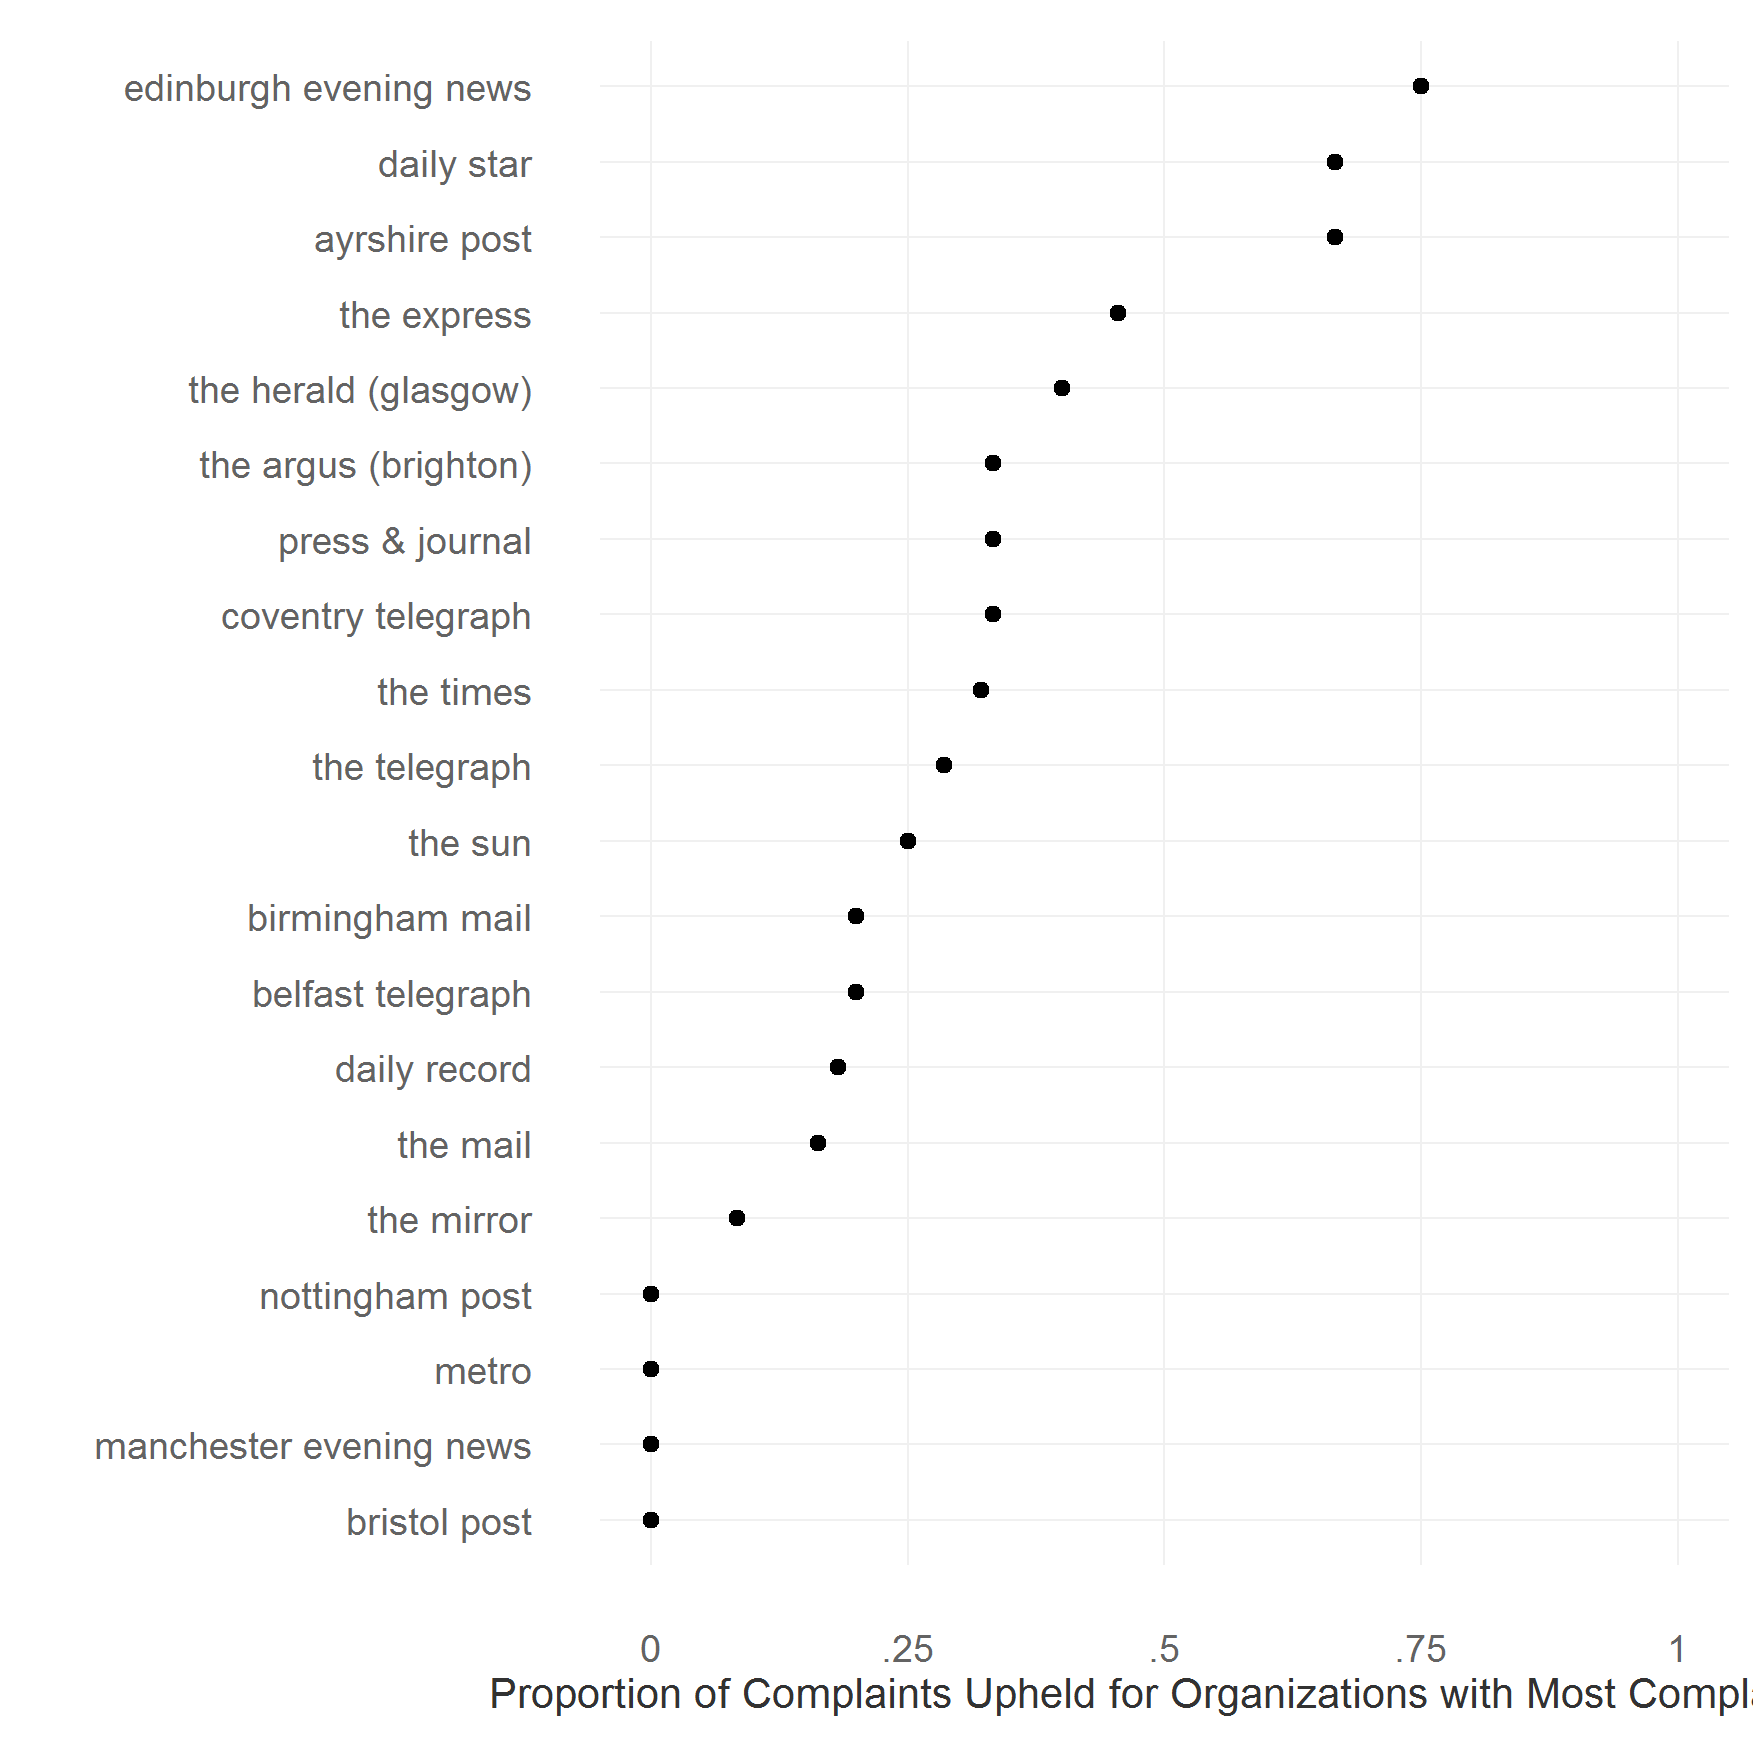 edinburgh evening news
daily star
ayrshire post
the express
the herald (glasgow)
the argus (brighton)
press & journal
coventry telegraph
the times
the telegraph
the sun
birmingham mail
belfast telegraph
daily record
the mail
the mirror
nottingham post
metro
manchester evening news
bristol post
0 .25 .5 .75 1
Proportion of Complaints Upheld for Organizations with Most